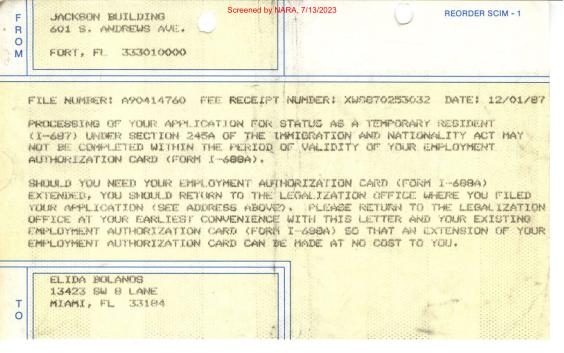 Screened by NARA, 7/13/2023
REORDER SCIM - 1
FROM
JACKSON BUILDING
601 S. ANDREWS AVE.
FORT, FL 333010000
FILE NUMBER: A90414760 FEE RECEIPT NUMBER: XWS870253032 DATE: 12/01/87
PROCESSING OF YOUR APPLICATION FOR STATUS AS A TEMPORARY RESIDENT
(I-687) UNDER SECTION 245A OF THE IMMIGRATION AND NATIONALITY ACT MAY
NOT BE COMPLETED WITHIN THE PERIOD OF VALIDITY OF YOUR EMPLOYMENT
AUTHORIZATION CARD (FORM I-688A).
SHOULD YOU NEED YOUR EMPLOYMENT AUTHORIZATION CARD (FORM I-688A)
EXTENDED, YOU SHOULD RETURN TO THE LEGALIZATION OFFICE WHERE YOU FILED
YOUR APPLICATION (SEE ADDRESS ABOVE). PLEASE RETURN TO THE LEGALIZATION
OFFICE AT YOUR EARLIEST CONVENIENCE WITH THIS LETTER AND YOUR EXISTING
EMPLOYMENT AUTHORIZATION CARD (FORM I-688A) SO THAT AN EXTENSION OF YOUR
EMPLOYMENT AUTHORIZATION CARD CAN BE MADE AT NO COST TO YOU.
TO
ELIDA BOLANOS
13423 SW 8 LANE
MIAMI, FL 33184